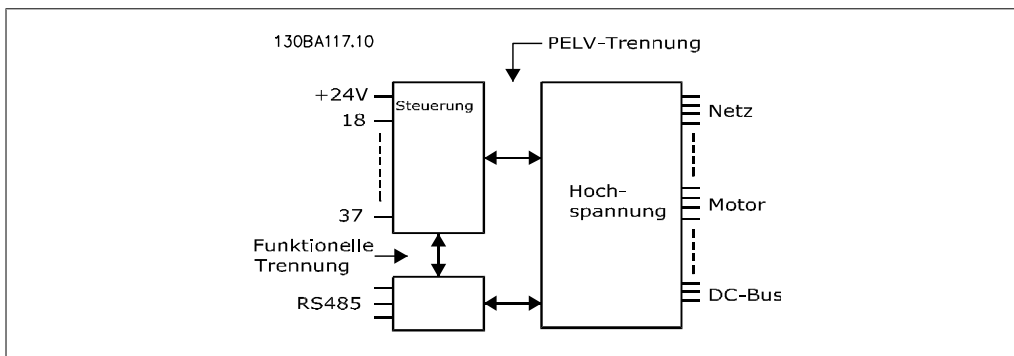 130BA117.10
PELV-Trennung
+24V
Steuerung
18
37
Hoch-
spannung
Netz
Motor
DC-Bus
Funktionelle
Trennung
RS485